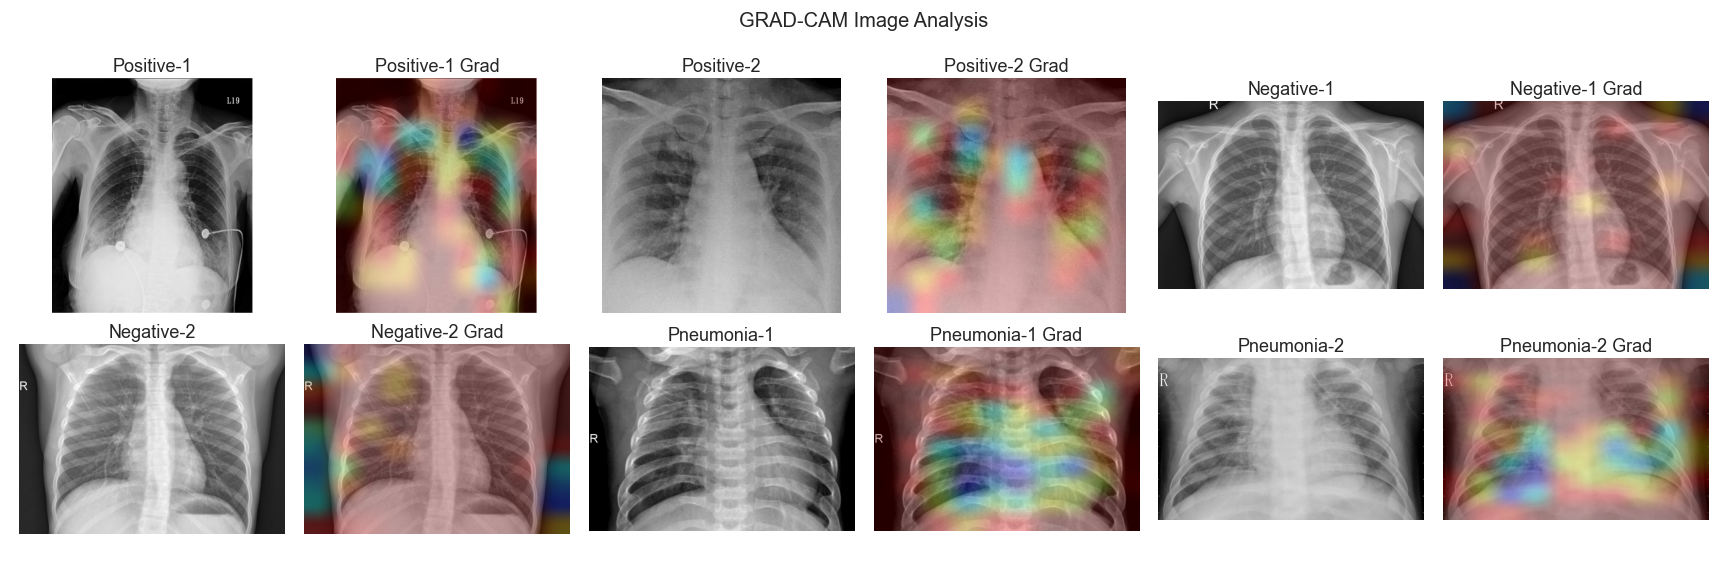 GRAD-CAM Image Analysis
Positive-1
Positive-1 Grad
Positive-2
Positive-2 Grad
Negative-1
Negative-1 Grad
L19
L19
R
R
Negative-2
Negative-2 Grad
Pneumonia-1
Pneumonia-1 Grad
Pneumonia-2
Pneumonia-2 Grad
R
R
R
R
R
R